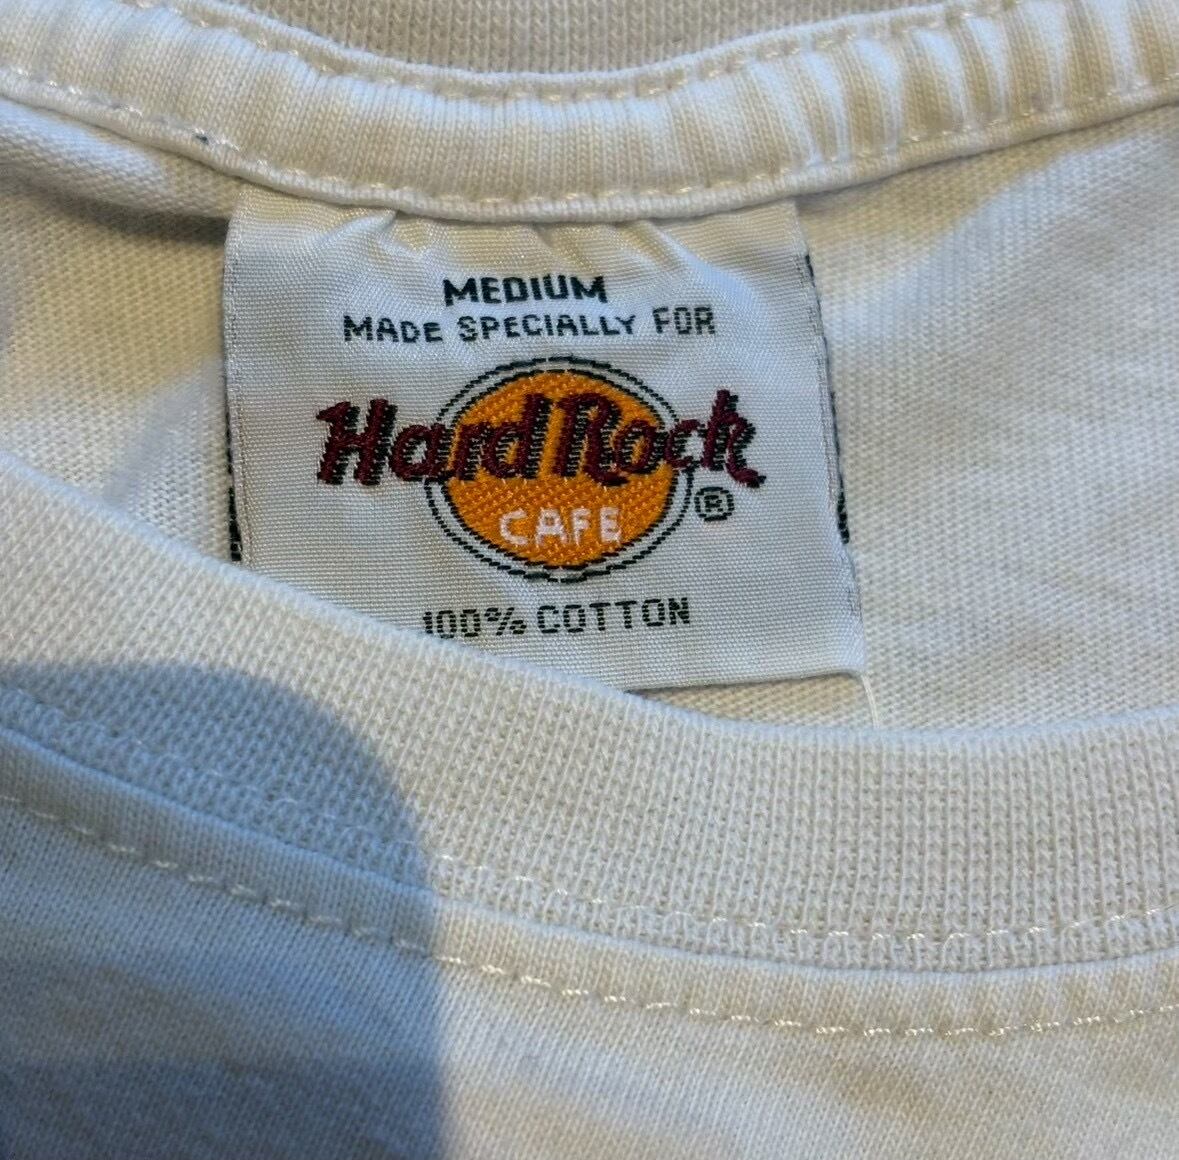 MEDIUM
MADE SPECIALLY FOR
Hard Rock
CAFE ®
100% COTTON